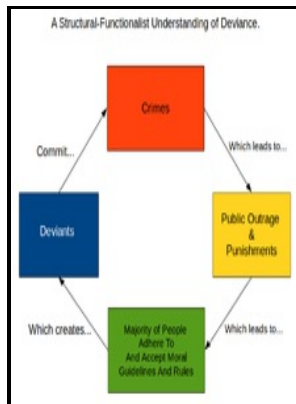 A Structural-Functionalist Understanding of Deviance.
Crimes
Commit...
Which leads to...
Deviants
Public Outrage
&
Punishments
Which creates...
Majority of People
Adhere To
And Accept Moral
Guidelines And Rules
Which leads to...